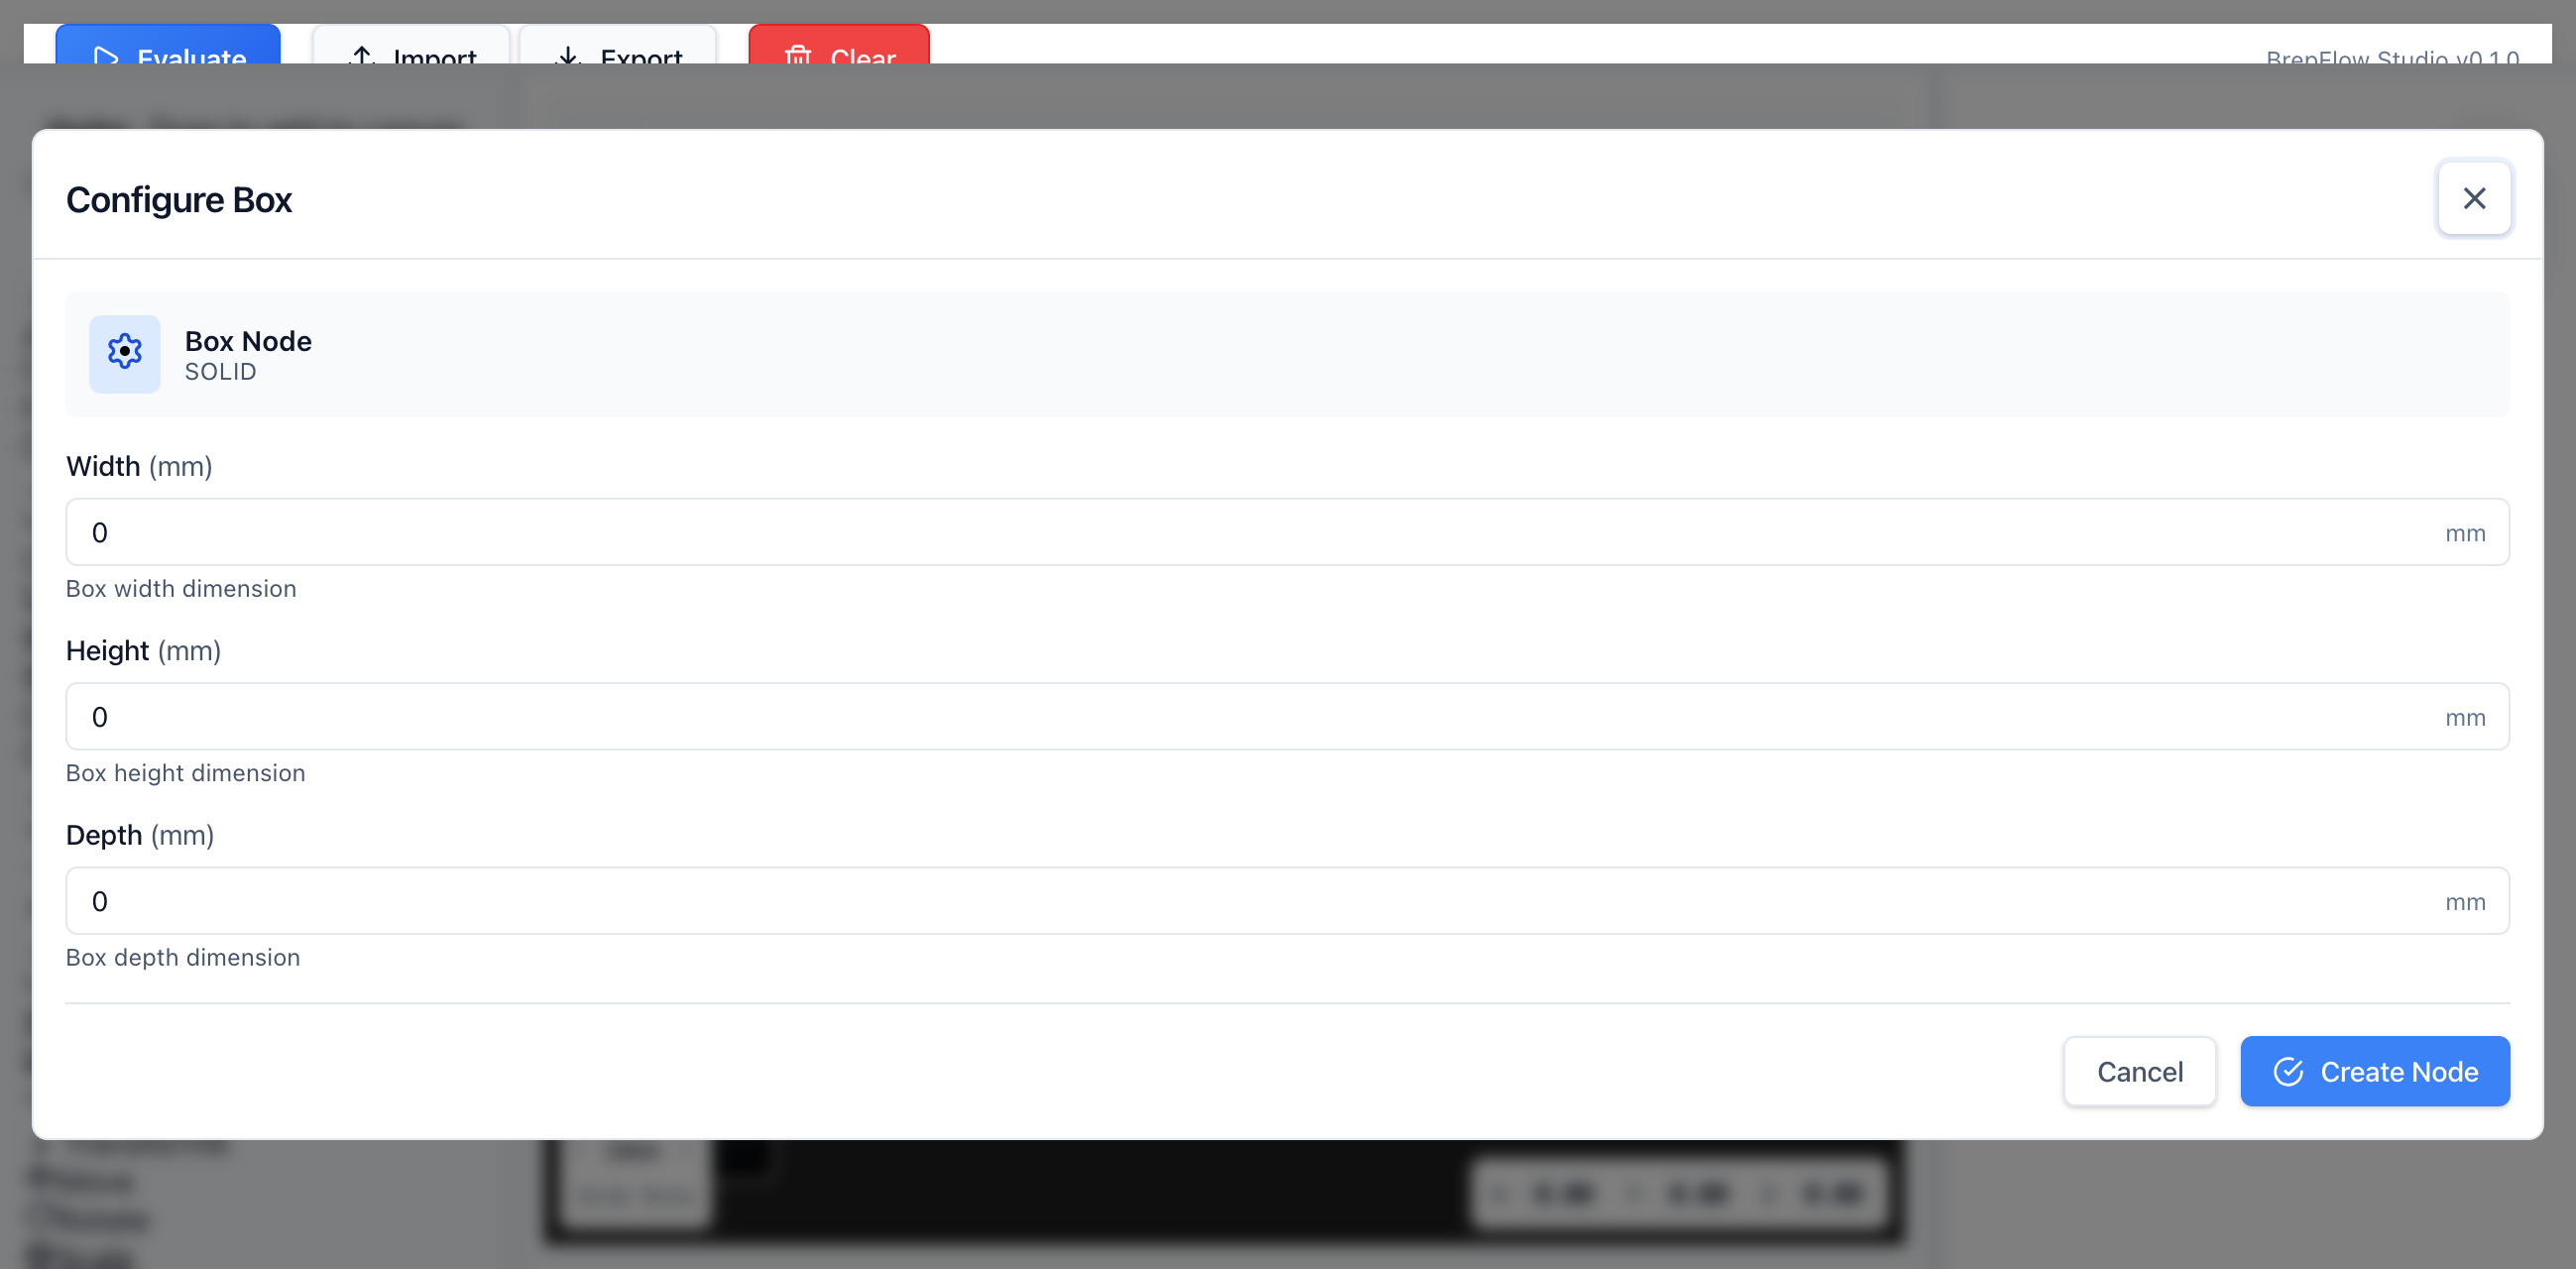 Evaluate Import Export Clear BrepFlow Studio v0.1.0
Configure Box
Box Node
SOLID
Width (mm)
0 mm
Box width dimension
Height (mm)
0 mm
Box height dimension
Depth (mm)
0 mm
Box depth dimension
Cancel Create Node